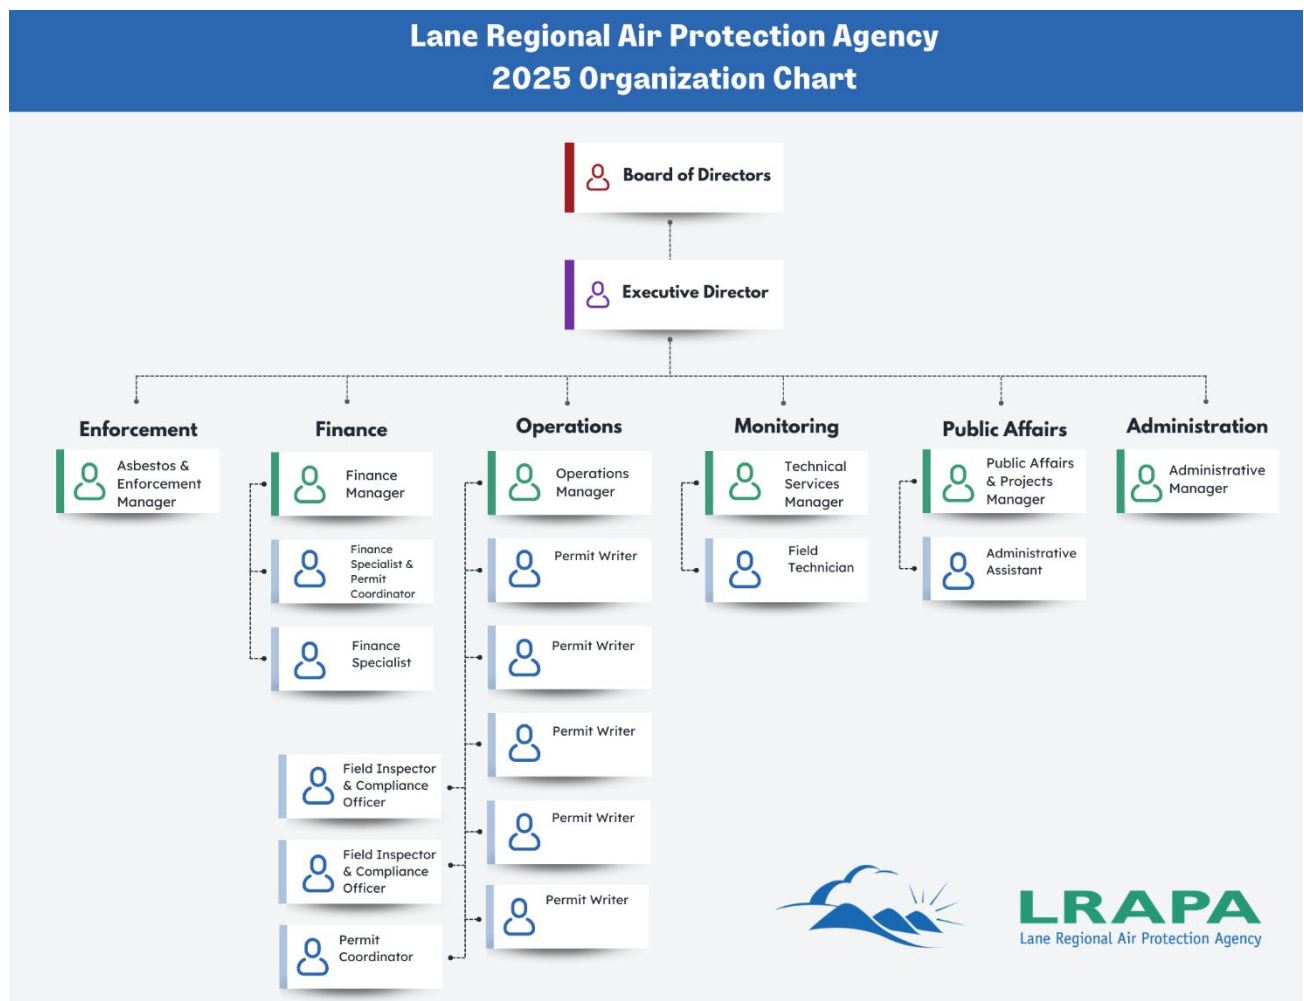 Lane Regional Air Protection Agency
2025 Organization Chart
Board of Directors
Executive Director
Enforcement
Asbestos &
Enforcement
Manager
Finance
Finance
Manager
Finance
Specialist &
Permit
Coordinator
Finance
Specialist
Operations
Operations
Manager
Permit Writer
Permit Writer
Permit Writer
Permit Writer
Permit Writer
Field Inspector
& Compliance
Officer
Field Inspector
& Compliance
Officer
Permit
Coordinator
Monitoring
Technical
Services
Manager
Field
Technician
Public Affairs
Public Affairs
& Projects
Manager
Administrative
Assistant
Administration
Administrative
Manager
LRAPA
Lane Regional Air Protection Agency